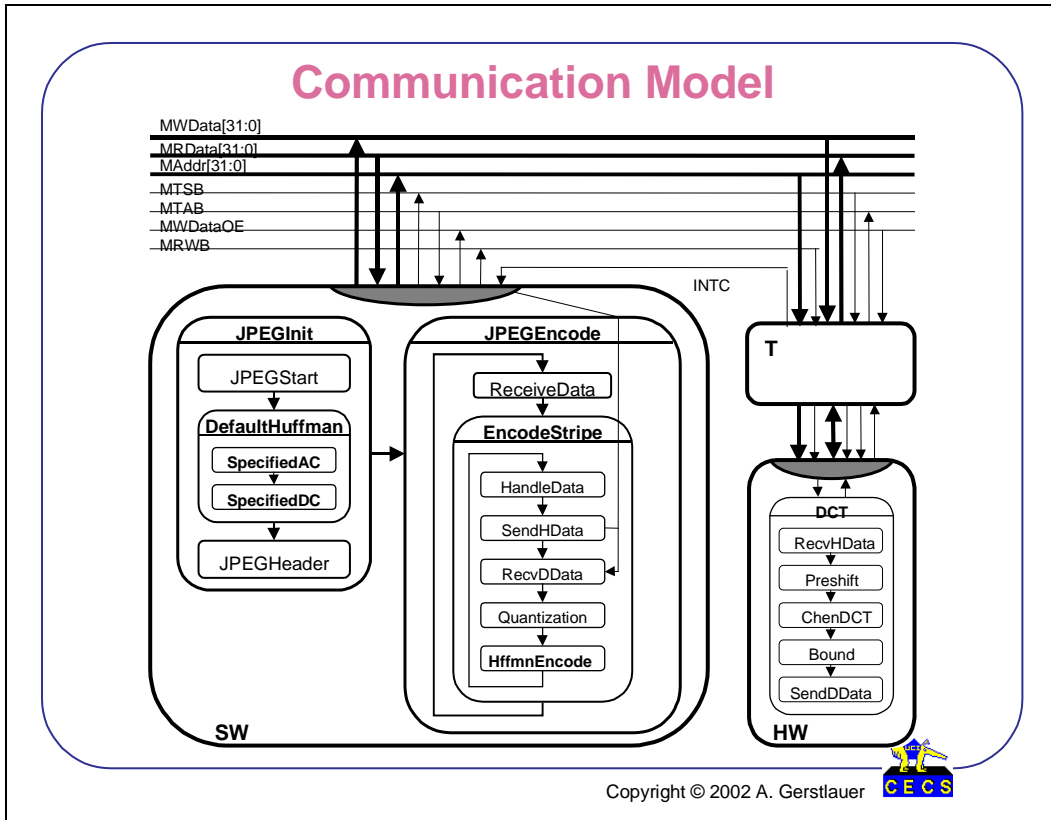 Communication Model
MWData[31:0]
MRData[31:0]
MAddr[31:0]
MTSB
MTAB
MWDataOE
MRWB
INTC
JPEGInit
JPEGStart
DefaultHuffman
SpecifiedAC
SpecifiedDC
JPEGHeader
JPEGEncode
ReceiveData
EncodeStripe
HandleData
SendHData
RecvDData
Quantization
HffmnEncode
SW
T
DCT
RecvHData
Preshift
ChenDCT
Bound
SendDData
HW
UCI
CECS
Copyright © 2002 A. Gerstlauer